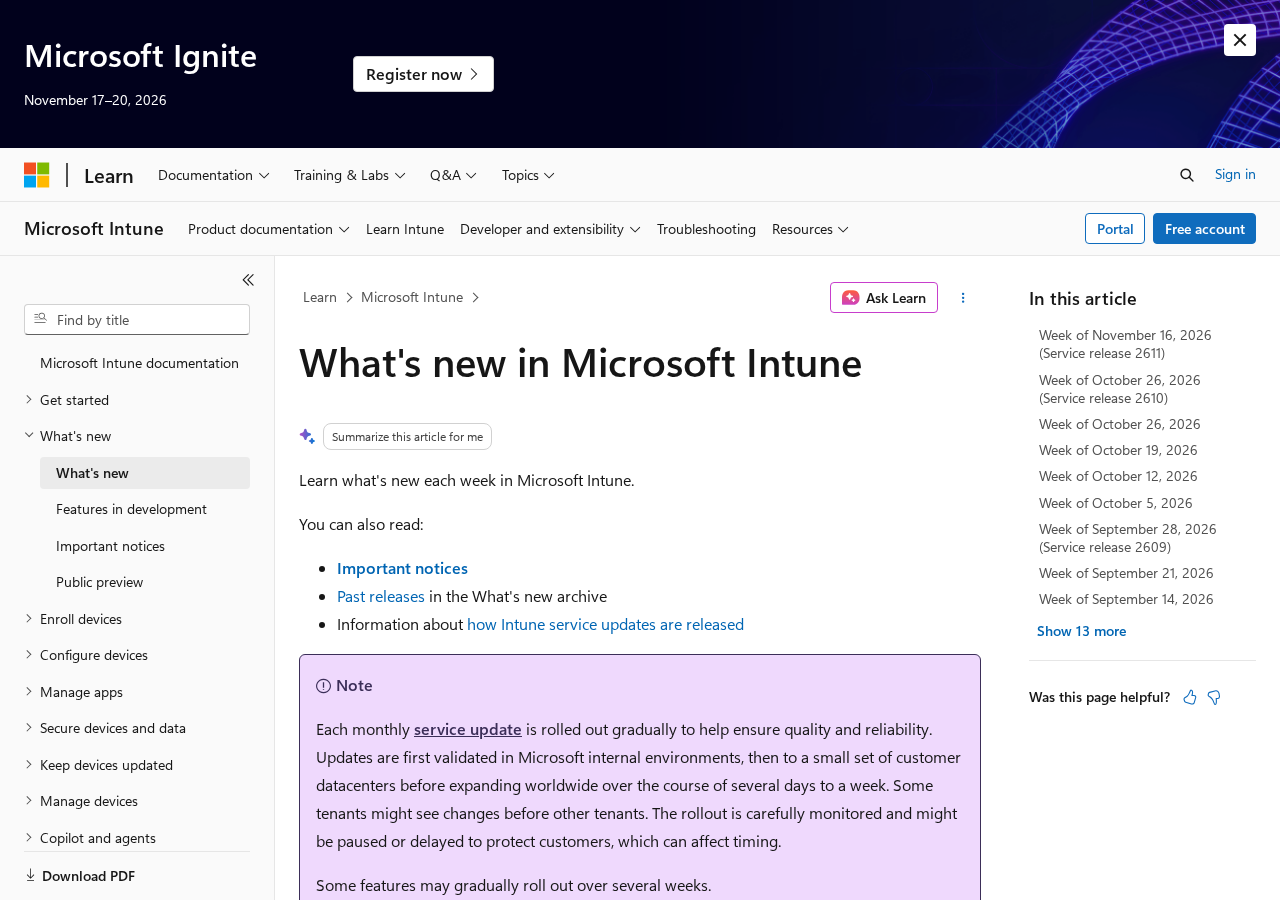 Microsoft Ignite
November 17–20, 2026
Register now
Learn
Documentation
Training & Labs
Q&A
Topics
Sign in
Microsoft Intune
Product documentation
Learn Intune
Developer and extensibility
Troubleshooting
Resources
Portal
Free account
Find by title
Microsoft Intune documentation
Get started
What's new
What's new
Features in development
Important notices
Public preview
Enroll devices
Configure devices
Manage apps
Secure devices and data
Keep devices updated
Manage devices
Copilot and agents
Download PDF
Learn
Microsoft Intune
Ask Learn
What's new in Microsoft Intune
Summarize this article for me
Learn what's new each week in Microsoft Intune.
You can also read:
Important notices
Past releases in the What's new archive
Information about how Intune service updates are released
Note
Each monthly service update is rolled out gradually to help ensure quality and reliability.
Updates are first validated in Microsoft internal environments, then to a small set of customer
datacenters before expanding worldwide over the course of several days to a week. Some
tenants might see changes before other tenants. The rollout is carefully monitored and might
be paused or delayed to protect customers, which can affect timing.
Some features may gradually roll out over several weeks.
In this article
Week of November 16, 2026
(Service release 2611)
Week of October 26, 2026
(Service release 2610)
Week of October 26, 2026
Week of October 19, 2026
Week of October 12, 2026
Week of October 5, 2026
Week of September 28, 2026
(Service release 2609)
Week of September 21, 2026
Week of September 14, 2026
Show 13 more
Was this page helpful?